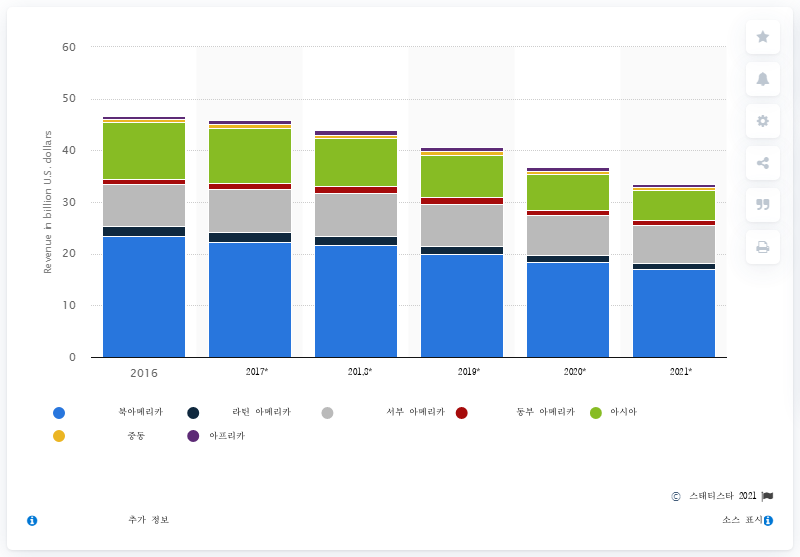 60
50
40
30
20
10
0
Revenue in billion U.S. dollars
2016 2017* 2018* 2019* 2020* 2021*
북아메리카 라틴 아메리카 서부 아메리카 동부 아메리카 아시아
중동 아프리카
© 스태티스타 2021
추가 정보 소스 표시